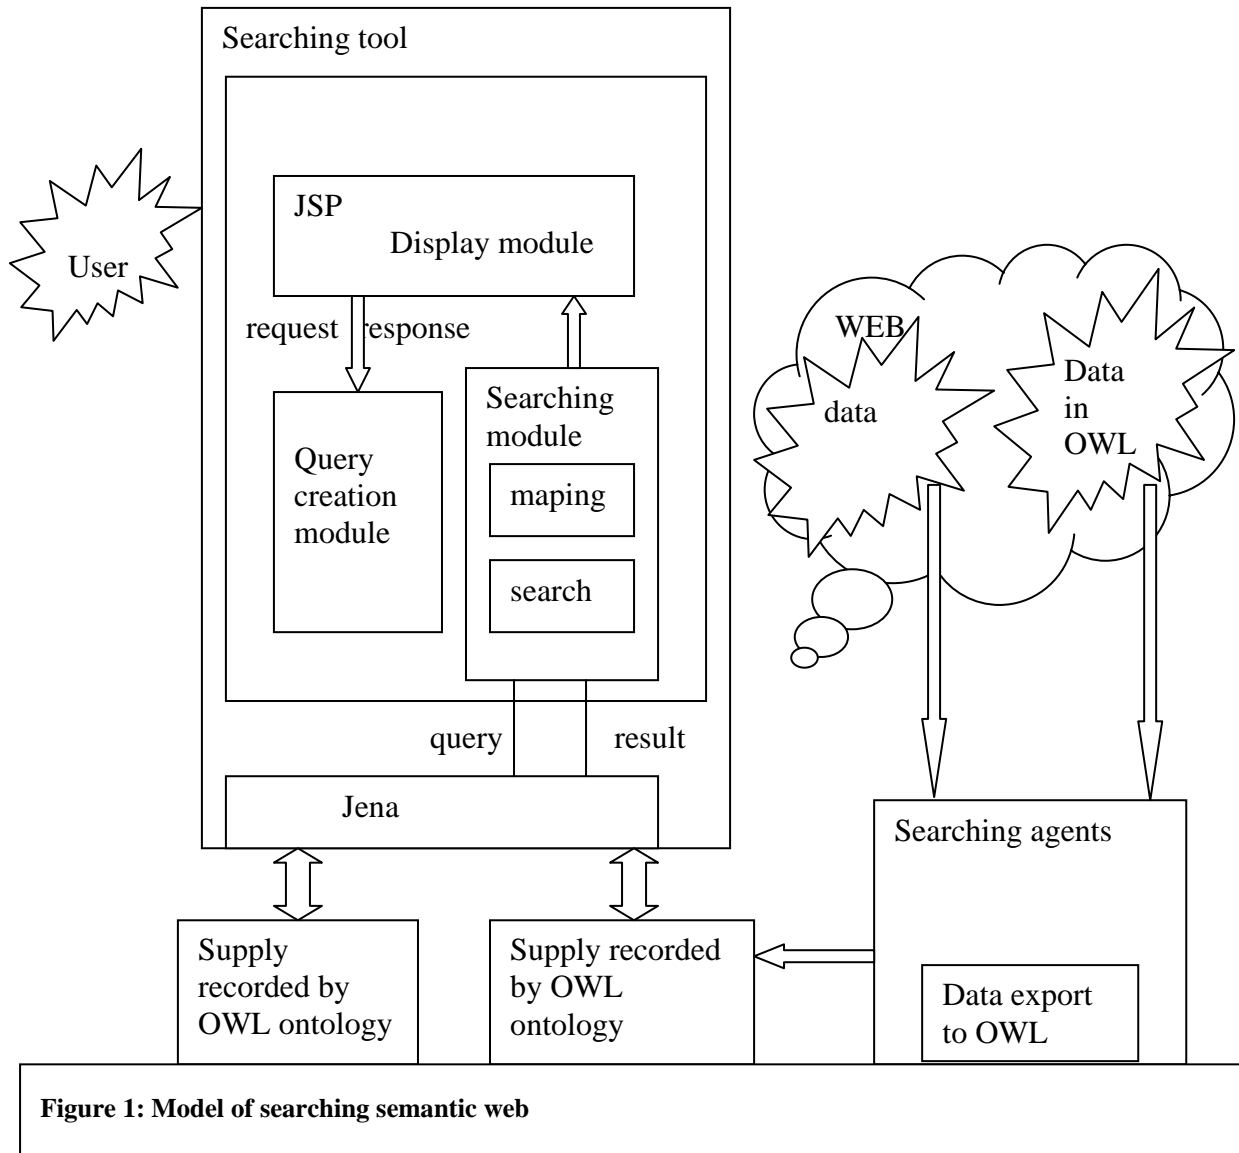 Searching tool
JSP
Display module
User
request
response
Searching
module
maping
search
Query
creation
module
query
result
Jena
WEB
data
Data
in
OWL
Searching agents
Data export
to OWL
Supply
recorded by
OWL ontology
Supply recorded
by OWL
ontology
Figure 1: Model of searching semantic web